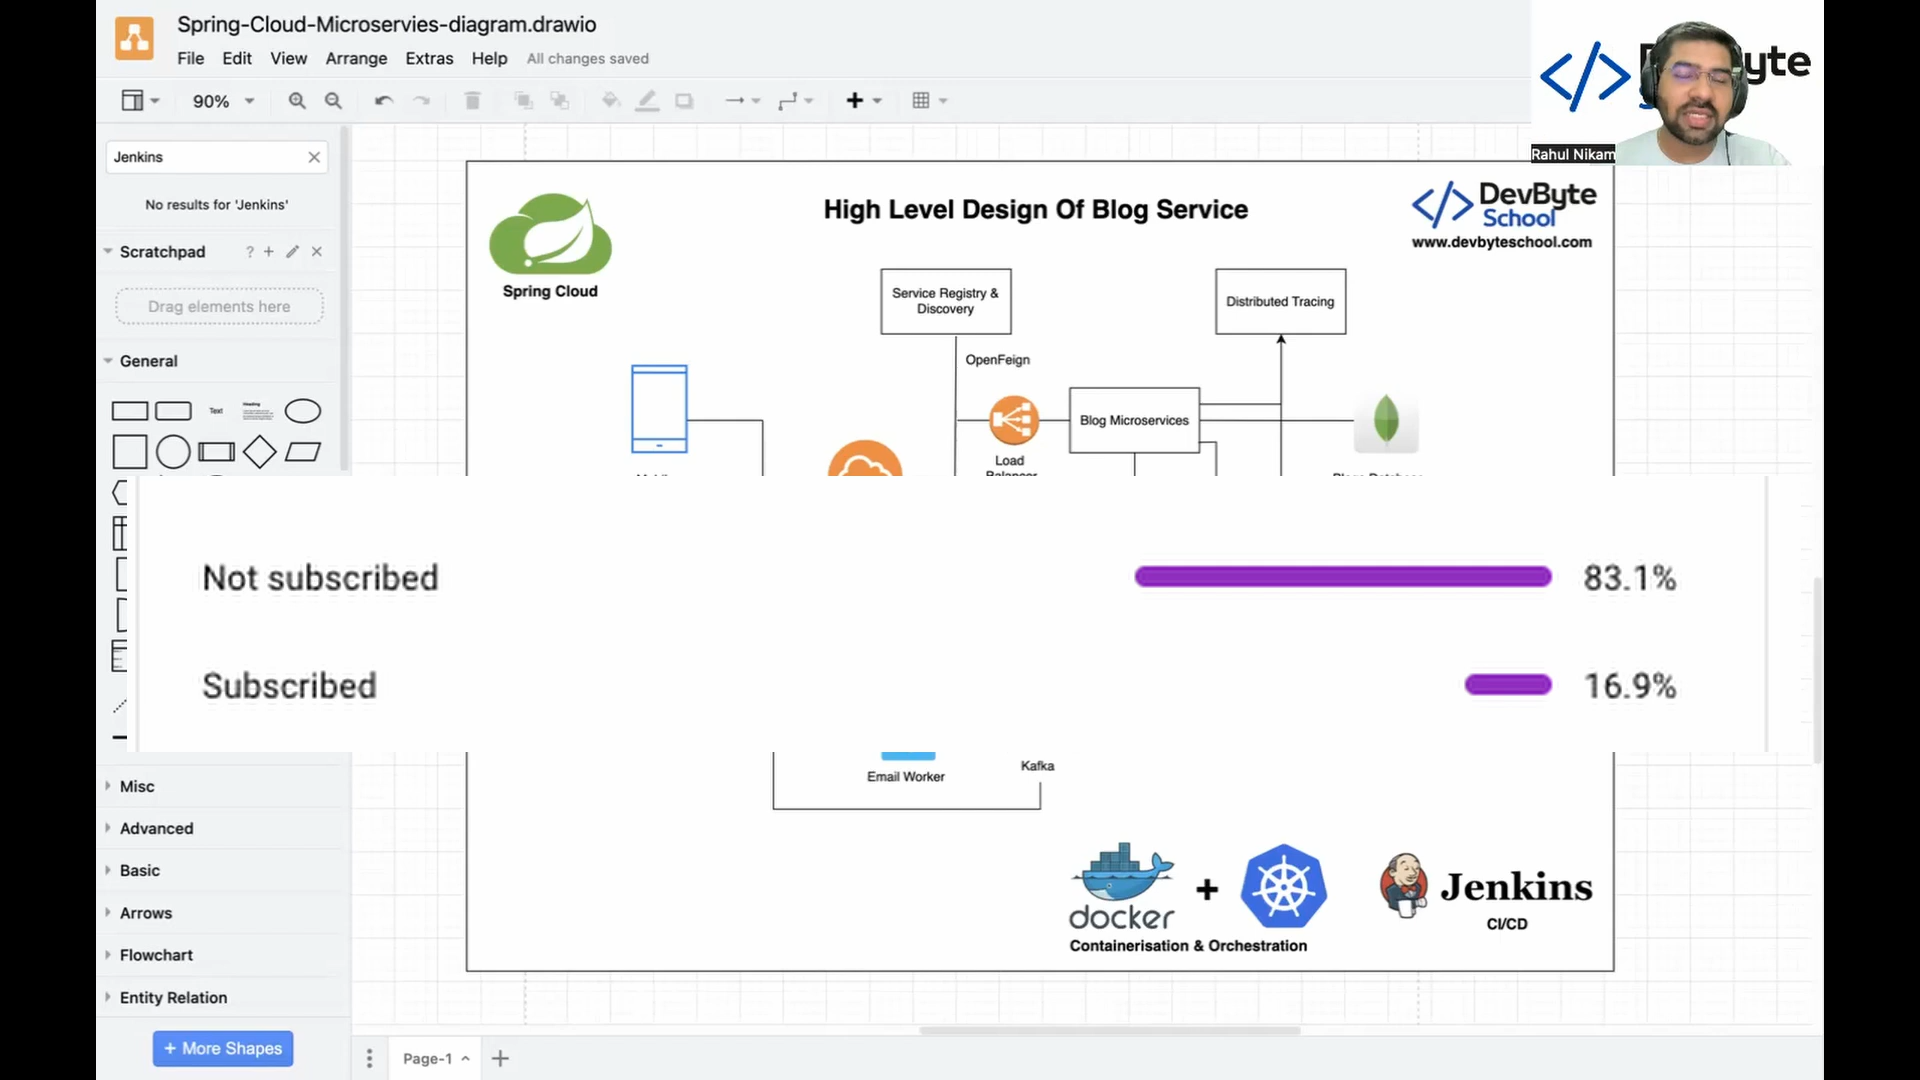 Spring-Cloud-Microservies-diagram.drawio
File Edit View Arrange Extras Help All changes saved
90%
Rahul Nikam
Jenkins
No results for 'Jenkins'
Scratchpad
Drag elements here
General
Text
Heading
High Level Design Of Blog Service
DevByte
School
www.devbyteschool.com
Spring Cloud
Service Registry &
Discovery
Distributed Tracing
OpenFeign
Blog Microservices
Load
Balancer
Not subscribed 83.1%
Subscribed 16.9%
Email Worker
Kafka
docker
+
Containerisation & Orchestration
Jenkins
CI/CD
Misc
Advanced
Basic
Arrows
Flowchart
Entity Relation
+ More Shapes
Page-1